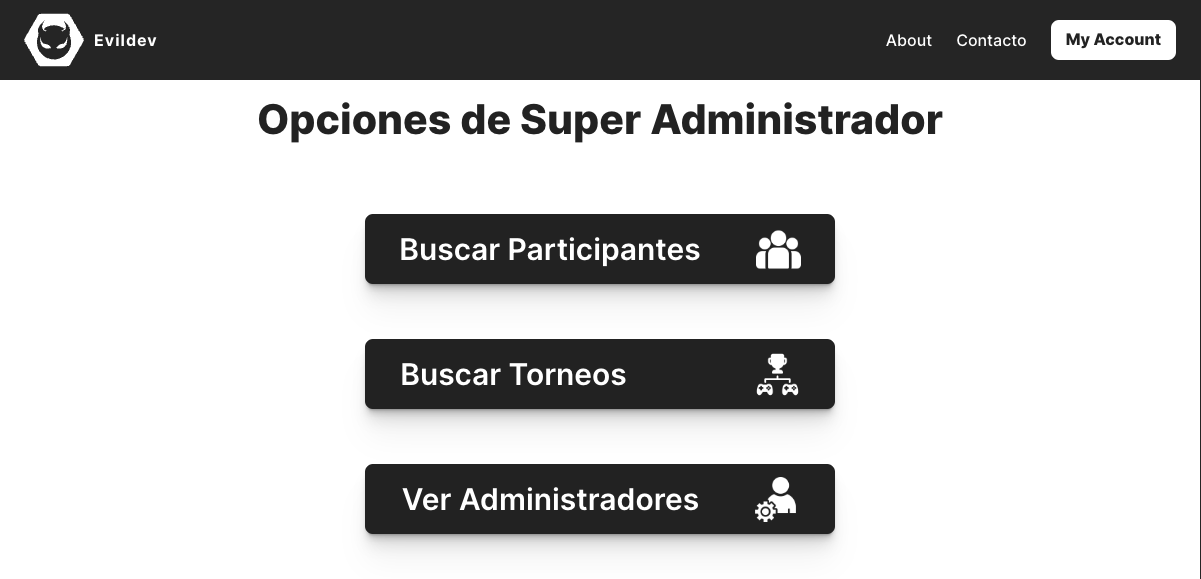 Evildev
About
Contacto
My Account
Opciones de Super Administrador
Buscar Participantes
Buscar Torneos
Ver Administradores